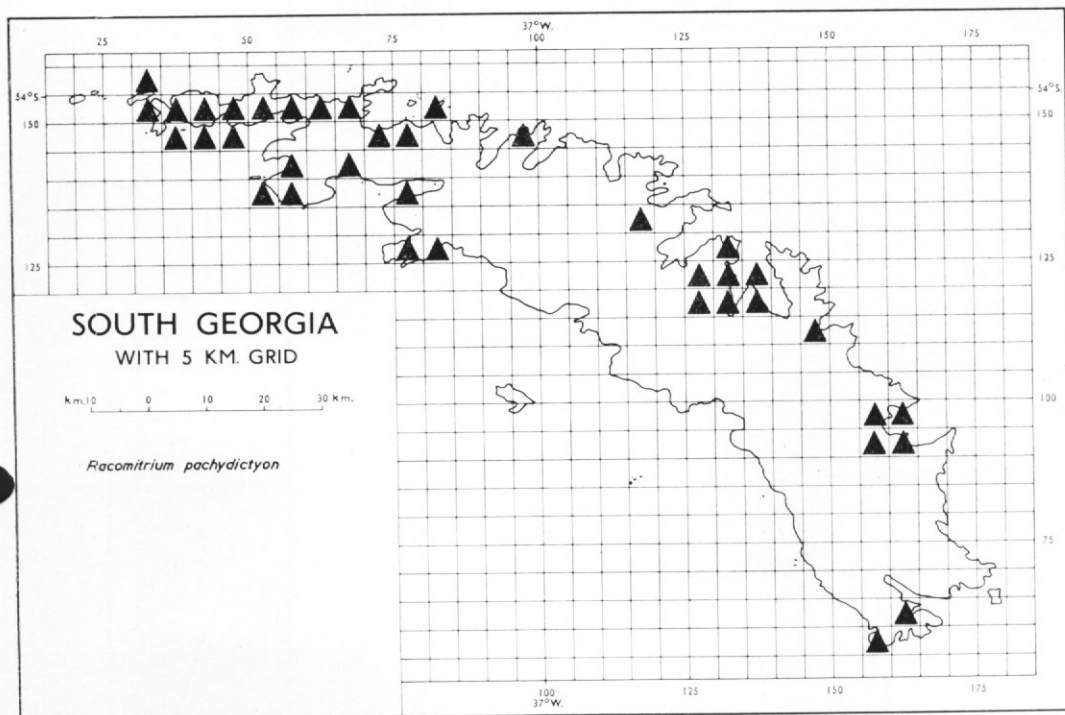 37°W.
25 50 75 100 125 150 175
54°S. 54°S.
150 150
125 125
SOUTH GEORGIA
WITH 5 KM. GRID
km.10 0 10 20 30 km.
100
Racomitrium pachydictyon
75
100 125 150 175
37°W.